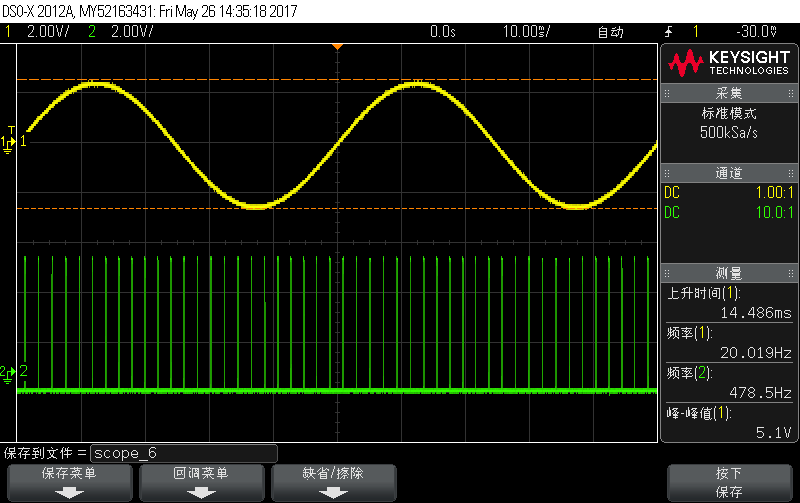 DSO-X 2012A, MY52163431: Fri May 26 14:35:18 2017
1 2.00V/ 2 2.00V/ 0.0s 10.00ms/ 自动 1 -30.0mV
KEYSIGHT
TECHNOLOGIES
采集
标准模式
500kSa/s
通道
DC 1.00:1
DC 10.0:1
测量
上升时间(1):
14.486ms
频率(1):
20.019Hz
频率(2):
478.5Hz
峰-峰值(1):
5.1V
T
1 1
2 2
保存到文件 = scope_6
保存菜单 回调菜单 缺省/擦除 按下
保存